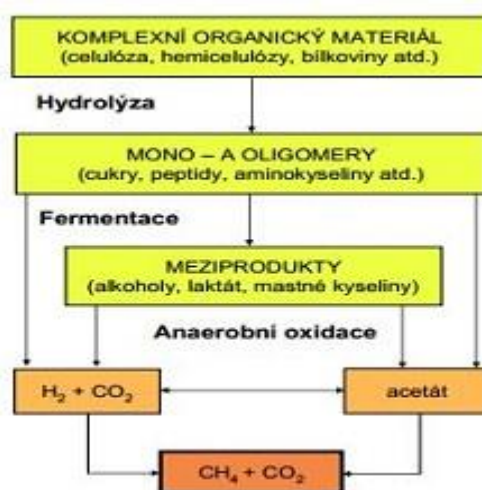 KOMPLEXNÍ ORGANICKÝ MATERIÁL
(celulóza, hemicelulózy, bílkoviny atd.)
Hydrolýza
MONO – A OLIGOMERY
(cukry, peptidy, aminokyseliny atd.)
Fermentace
MEZIPRODUKTY
(alkoholy, laktát, mastné kyseliny)
Anaerobní oxidace
H₂ + CO₂
acetát
CH₄ + CO₂